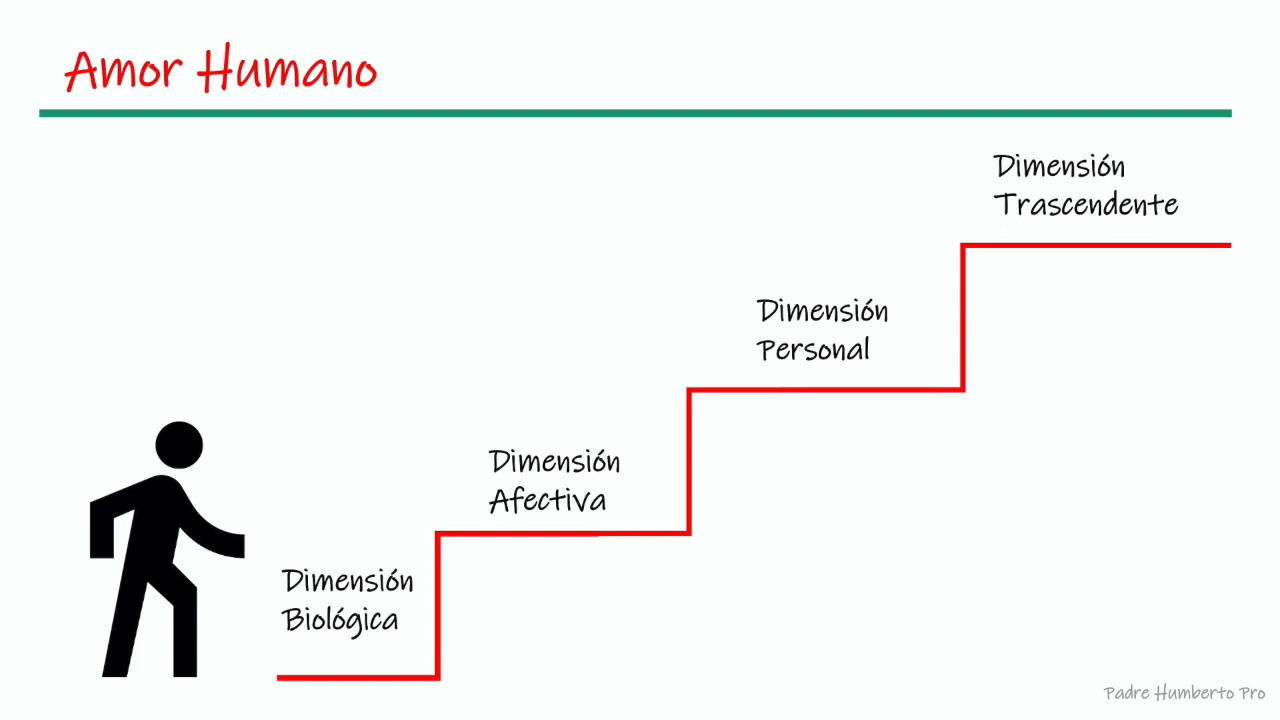 Amor Humano
Dimensión
Trascendente
Dimensión
Personal
Dimensión
Afectiva
Dimensión
Biológica
Padre Humberto Pro